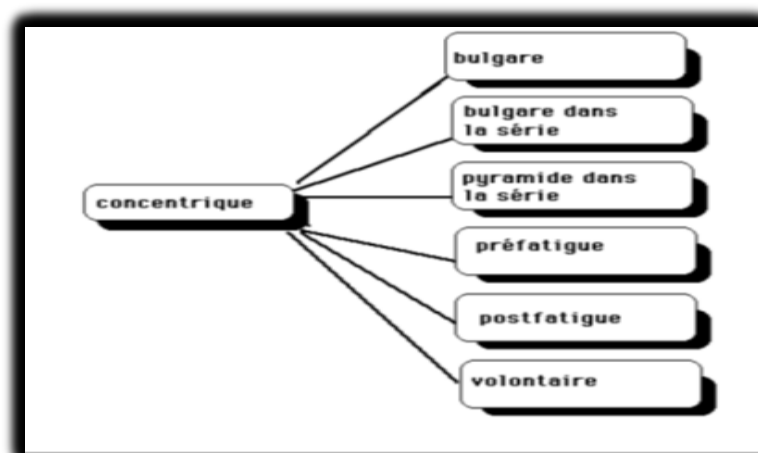 bulgare
bulgare dans
la série
concentrique
pyramide dans
la série
préfatigue
postfatigue
volontaire